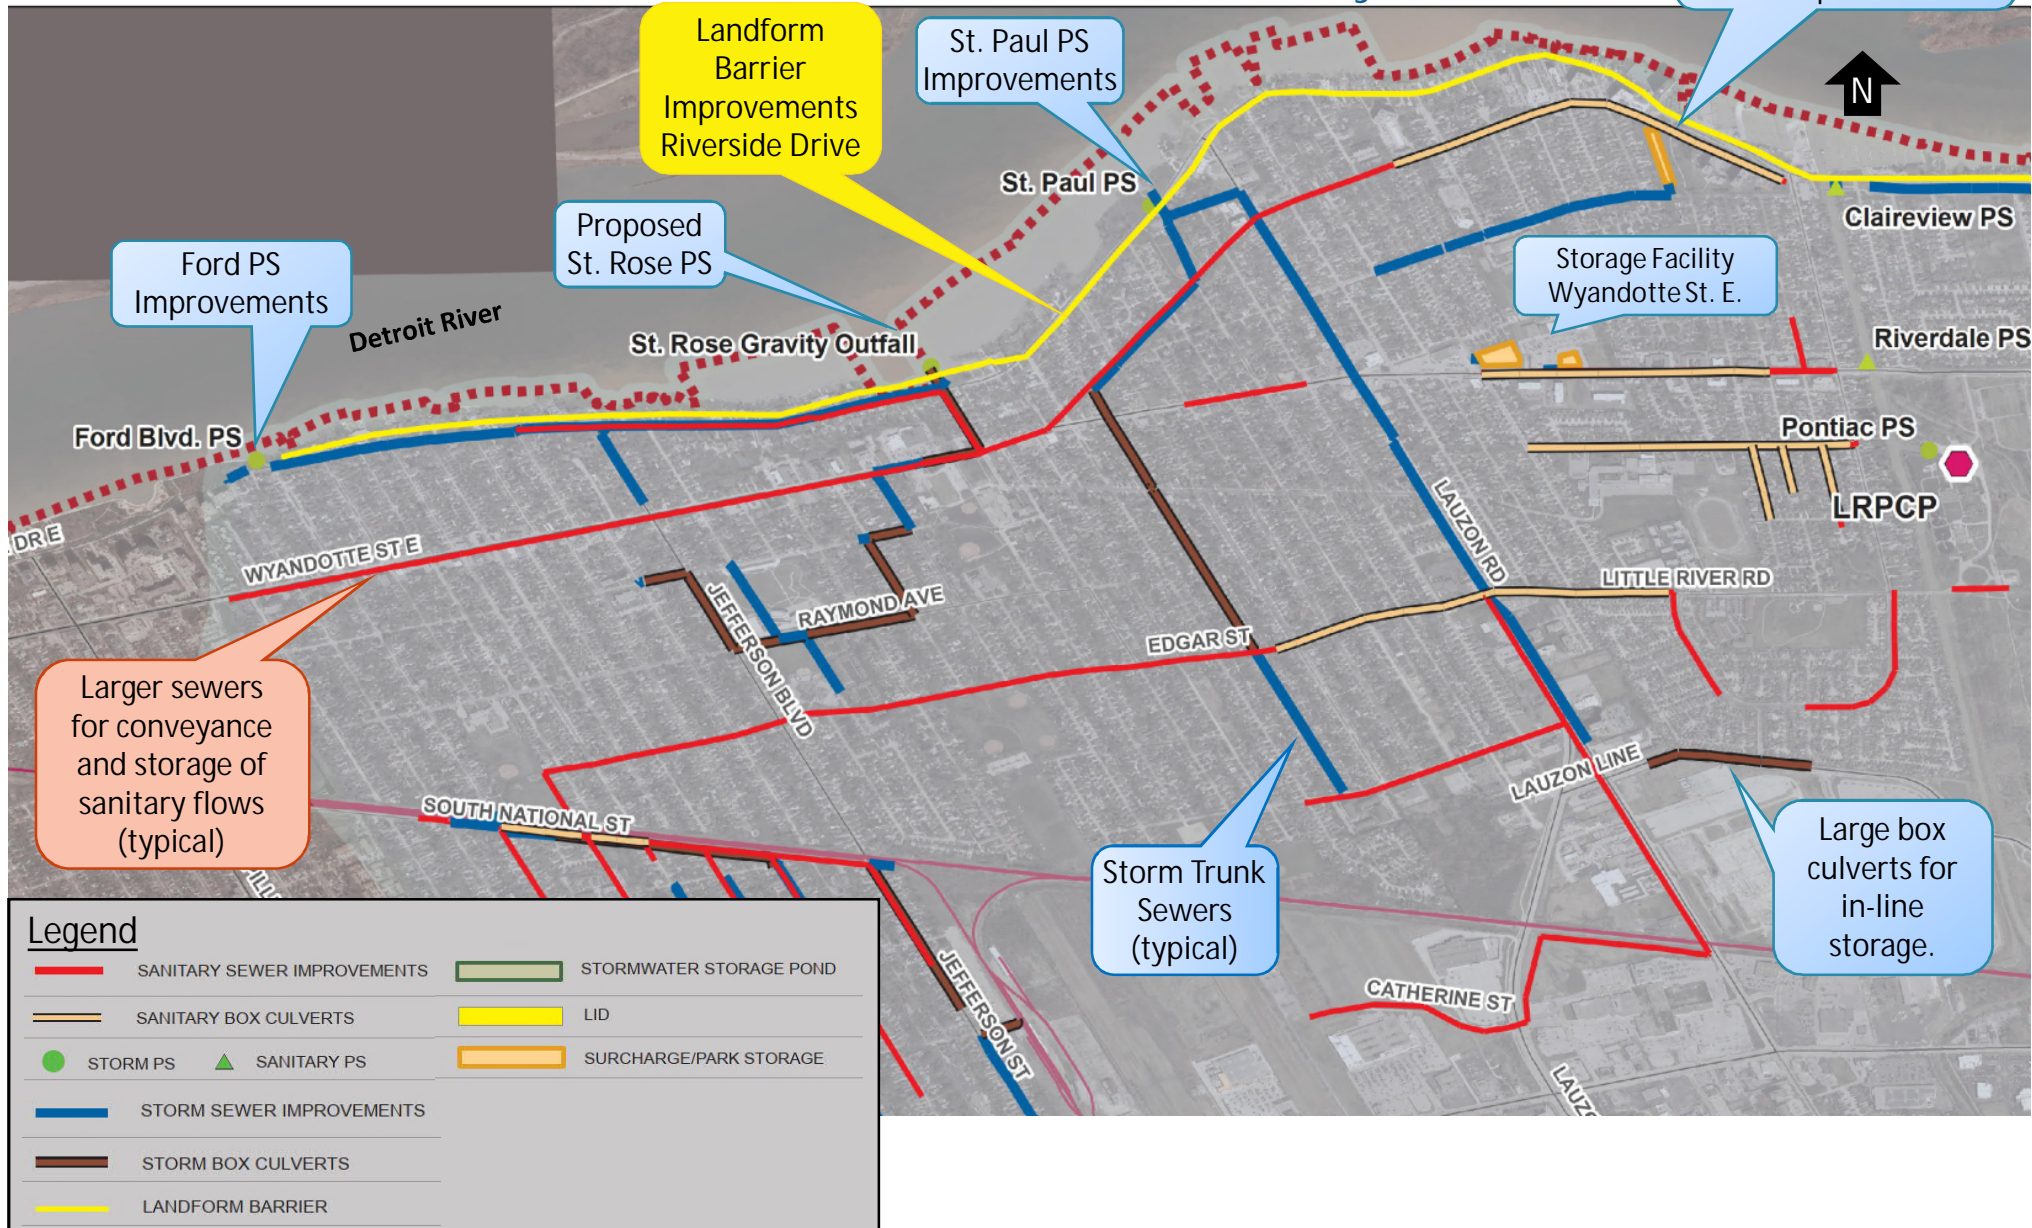 Landform
Barrier
Improvements
Riverside Drive
St. Paul PS
Improvements
N
St. Paul PS
Claireview PS
Proposed
St. Rose PS
Ford PS
Improvements
Storage Facility
Wyandotte St. E.
Detroit River
St. Rose Gravity Outfall
Riverdale PS
Ford Blvd. PS
Pontiac PS
LRPCP
DR E
WYANDOTTE ST E
LAUZON RD
LITTLE RIVER RD
JEFFERSON BLVD
RAYMOND AVE
EDGAR ST
Larger sewers
for conveyance
and storage of
sanitary flows
(typical)
SOUTH NATIONAL ST
LAUZON LINE
Storm Trunk
Sewers
(typical)
Large box
culverts for
in-line
storage.
JEFFERSON ST
CATHERINE ST
Legend
SANITARY SEWER IMPROVEMENTS
SANITARY BOX CULVERTS
STORM PS
SANITARY PS
STORM SEWER IMPROVEMENTS
STORM BOX CULVERTS
LANDFORM BARRIER
STORMWATER STORAGE POND
LID
SURCHARGE/PARK STORAGE